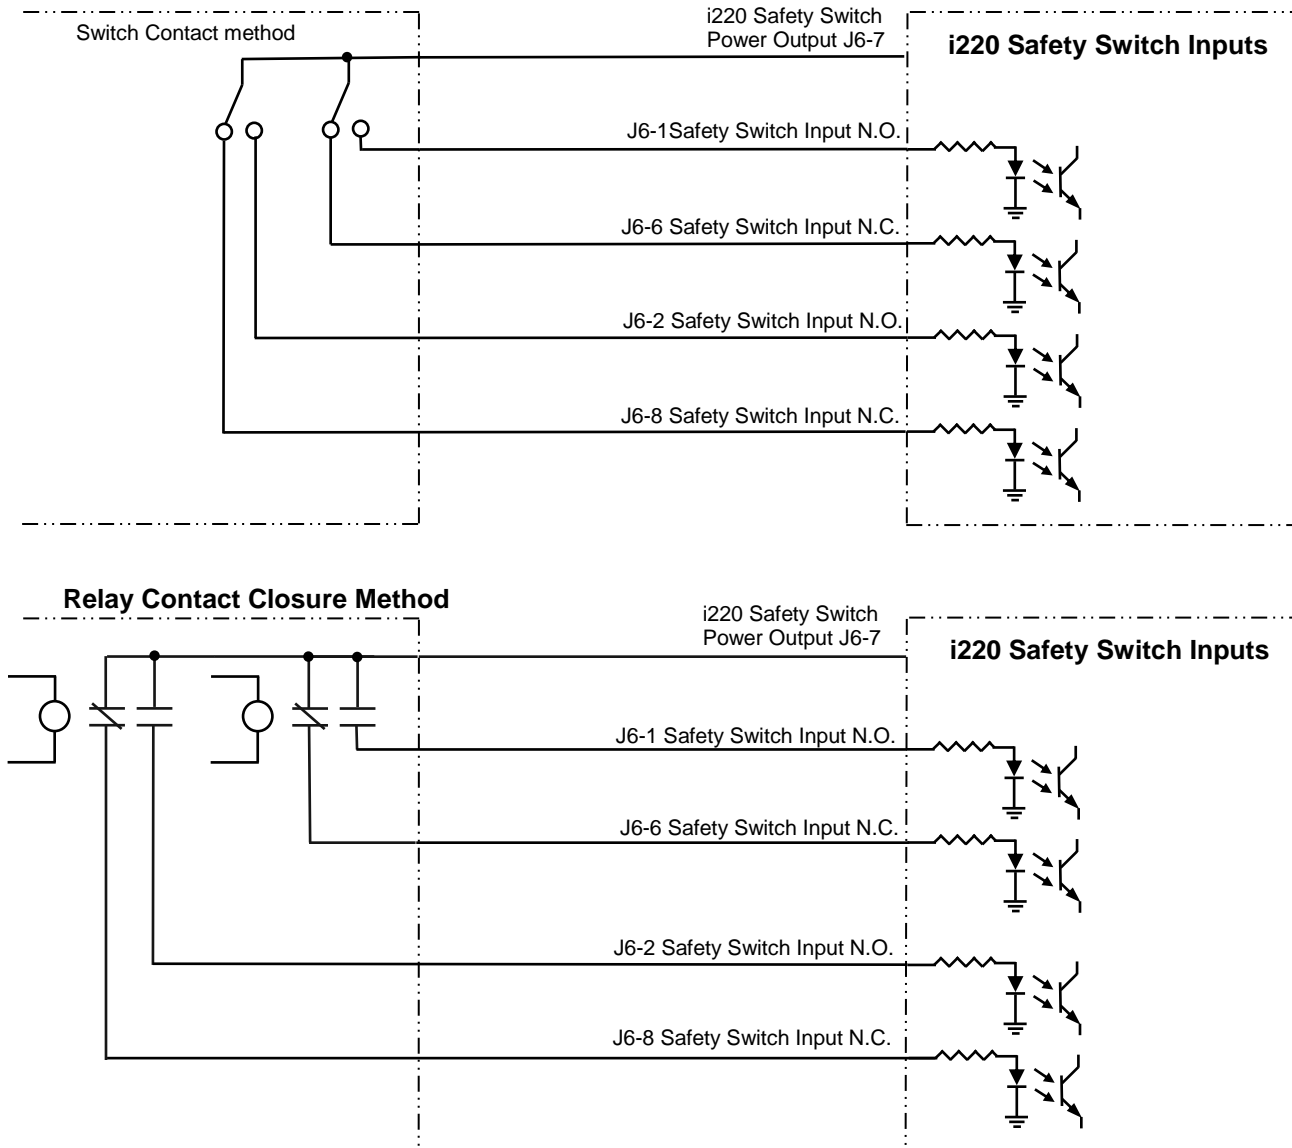 Switch Contact method
i220 Safety Switch
Power Output J6-7
i220 Safety Switch Inputs
J6-1Safety Switch Input N.O.
J6-6 Safety Switch Input N.C.
J6-2 Safety Switch Input N.O.
J6-8 Safety Switch Input N.C.
Relay Contact Closure Method
i220 Safety Switch
Power Output J6-7
i220 Safety Switch Inputs
J6-1 Safety Switch Input N.O.
J6-6 Safety Switch Input N.C.
J6-2 Safety Switch Input N.O.
J6-8 Safety Switch Input N.C.